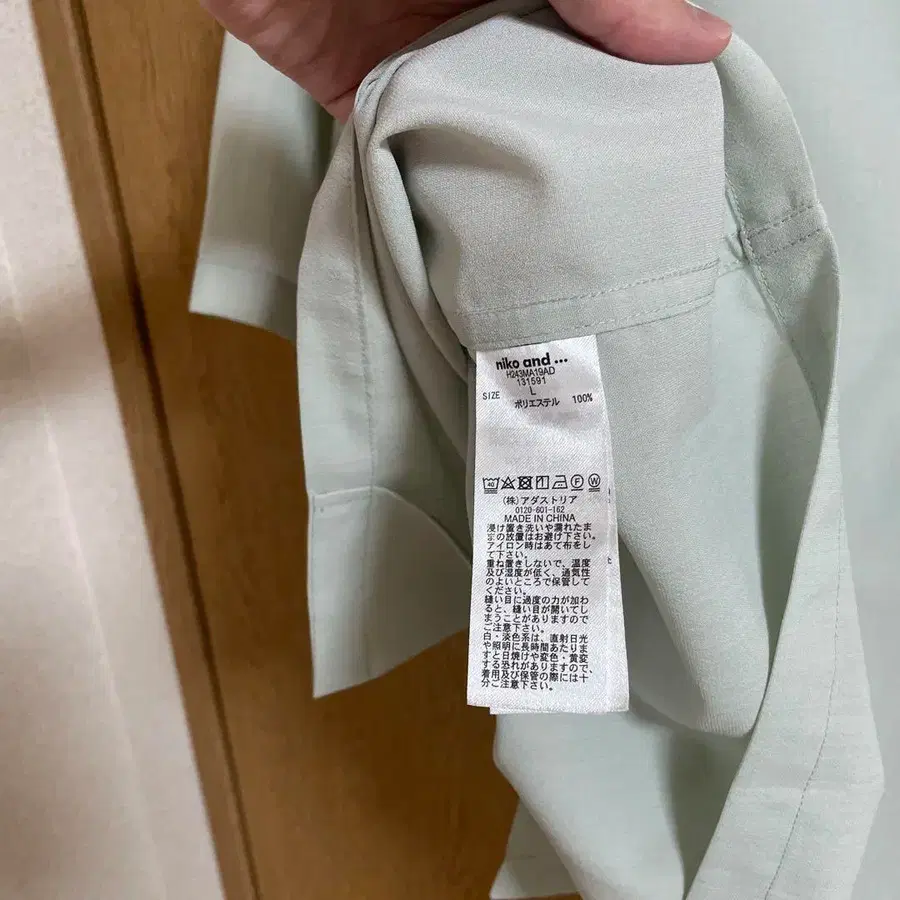 niko and ...
H243MA19AD
131591
SIZE L
ポリエステル 100%
40 F W
(株)アダストリア
0120-601-162
MADE IN CHINA
浸け置き洗いや濡れたま
まの放置はお避け下さい。
アイロン時はあて布をし
て下さい。
重ね置きしないで、温度
及び湿度が低く、通気性
のよいところで保管して
ください。
縫い目に過度の力が加わ
ると、縫い目が開いてし
まうことがありますので
ご注意下さい。
白・淡色系は、直射日光
や照明に長時間あたりま
すと日焼けや変色・黄変
する恐れがありますので、
着用及び保管の際には十
分ご注意ください。